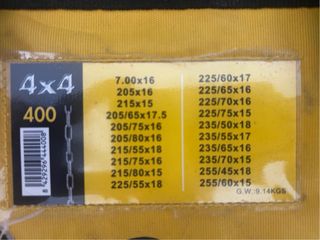 4x4
400
8429296444008
7.00x16
205x16
215x15
205/65x17.5
205/75x16
205/80x16
215/55x18
215/75x16
215/80x15
225/55x18
225/60x17
225/65x16
225/70x16
225/75x15
235/50x18
235/55x17
235/65x16
235/70x15
255/45x18
255/60x15
G.W.:9.14KGS